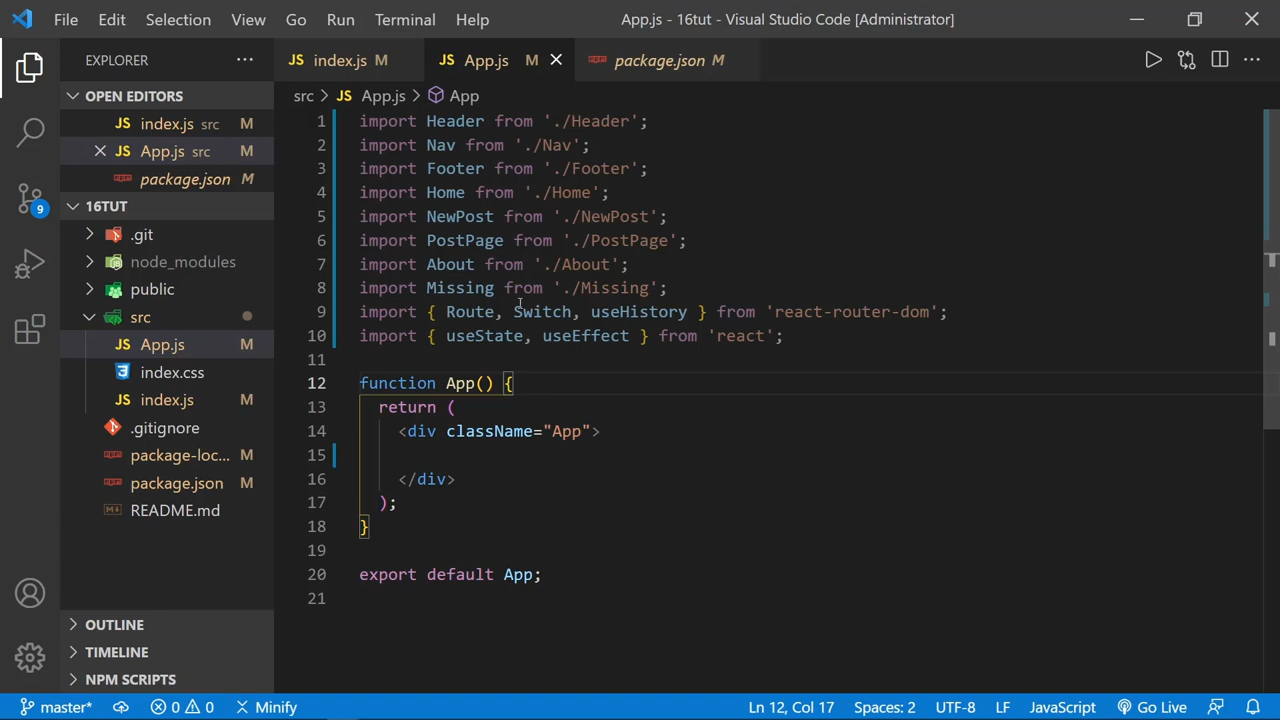 File Edit Selection View Go Run Terminal Help App.js - 16tut - Visual Studio Code [Administrator]
EXPLORER
JS index.js M JS App.js M package.json M
src > JS App.js > App
OPEN EDITORS
JS index.js src M
JS App.js src M
package.json M
16TUT
.git
node_modules
public
src
JS App.js M
index.css
JS index.js M
.gitignore
package-loc... M
package.json M
README.md
OUTLINE
TIMELINE
NPM SCRIPTS
9
1 import Header from './Header';
2 import Nav from './Nav';
3 import Footer from './Footer';
4 import Home from './Home';
5 import NewPost from './NewPost';
6 import PostPage from './PostPage';
7 import About from './About';
8 import Missing from './Missing';
9 import { Route, Switch, useHistory } from 'react-router-dom';
10 import { useState, useEffect } from 'react';
11
12 function App() {
13 return (
14 <div className="App">
15
16 </div>
17 );
18 }
19
20 export default App;
21
master* 0 0 Minify Ln 12, Col 17 Spaces: 2 UTF-8 LF JavaScript Go Live